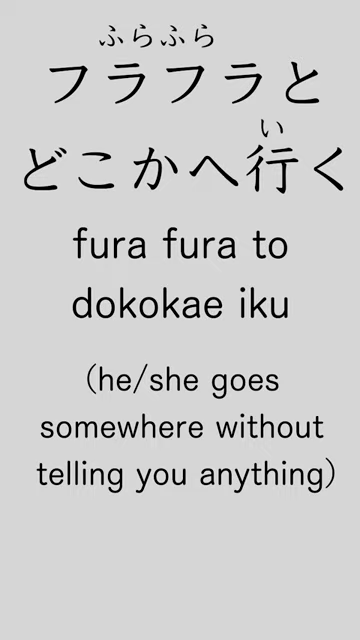 ふらふら
フラフラと
い
どこかへ行く
fura fura to
dokokae iku
(he/she goes
somewhere without
telling you anything)